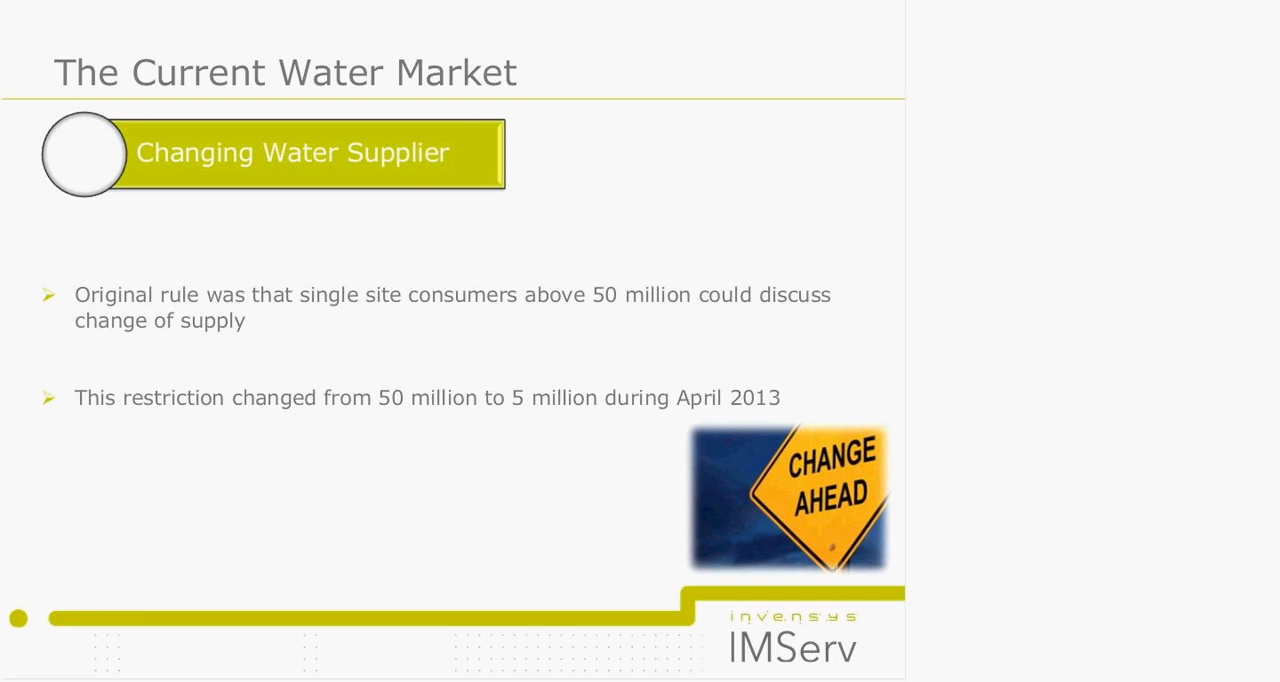 The Current Water Market
Changing Water Supplier
Original rule was that single site consumers above 50 million could discuss
change of supply
This restriction changed from 50 million to 5 million during April 2013
CHANGE
AHEAD
invensys
IMServ